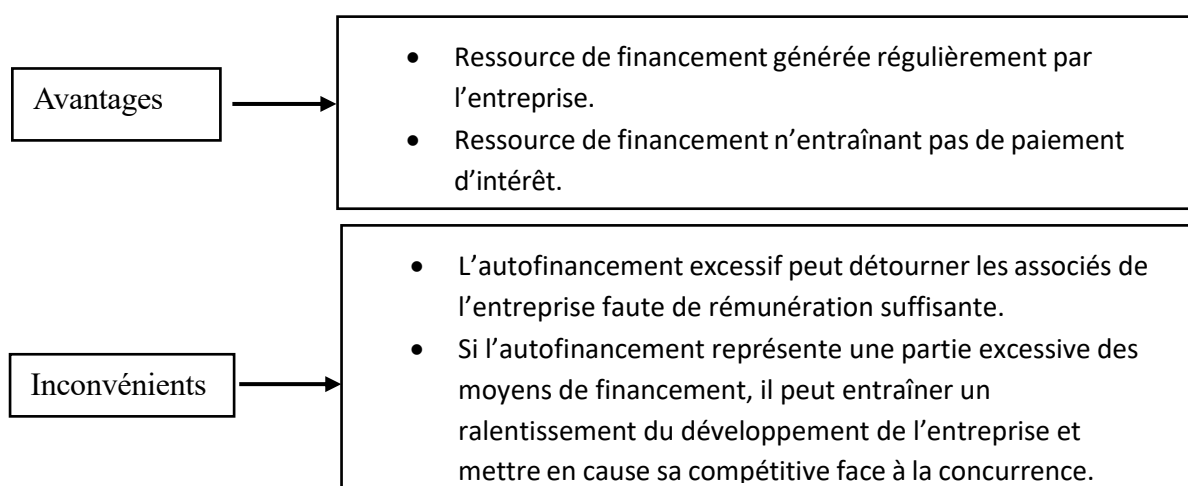 Avantages
• Ressource de financement générée régulièrement par
l’entreprise.
• Ressource de financement n’entraînant pas de paiement
d’intérêt.
Inconvénients
• L’autofinancement excessif peut détourner les associés de
l’entreprise faute de rémunération suffisante.
• Si l’autofinancement représente une partie excessive des
moyens de financement, il peut entraîner un
ralentissement du développement de l’entreprise et
mettre en cause sa compétitive face à la concurrence.